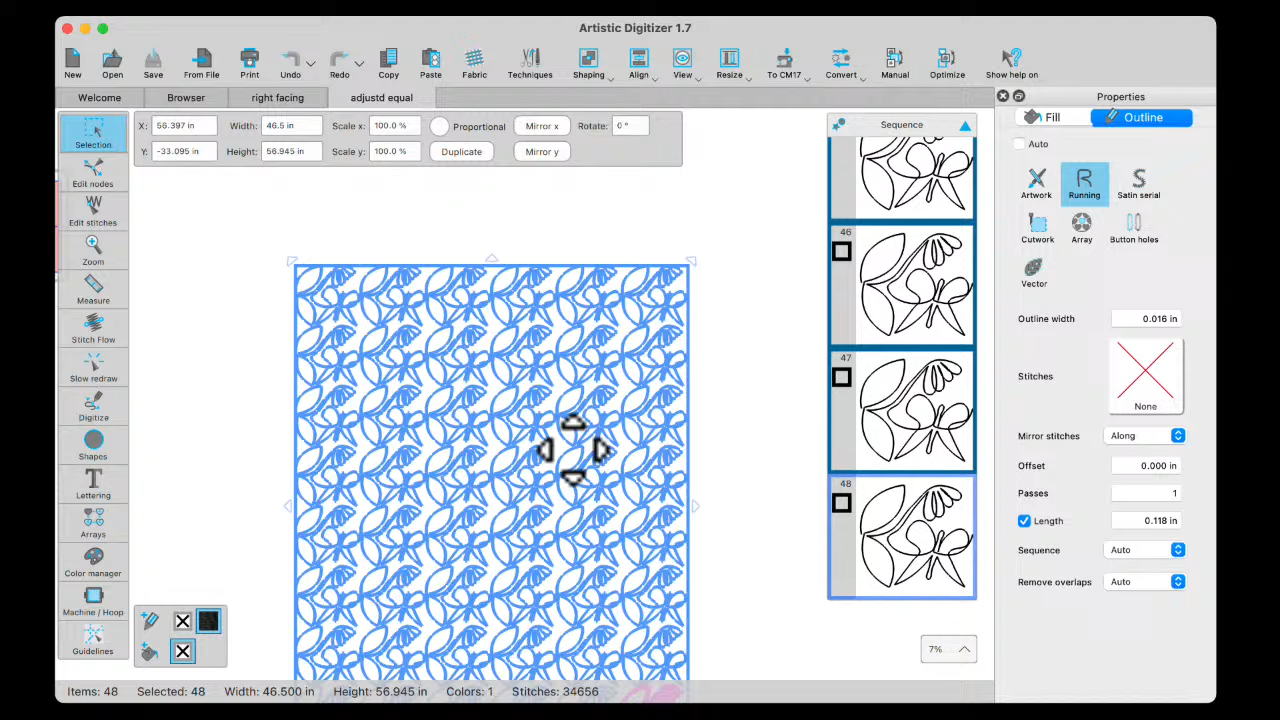 Artistic Digitizer 1.7
New Open Save From File Print Undo Redo Copy Paste Fabric Techniques Shaping Align View Resize To CM17 Convert Manual Optimize Show help on
Welcome Browser right facing adjustd equal
Properties
X: 56.397 in Width: 46.5 in Scale x: 100.0 % Proportional Mirror x Rotate: 0 °
Y: -33.095 in Height: 56.945 in Scale y: 100.0 % Duplicate Mirror y
Sequence
Fill Outline
Auto
Selection
Edit nodes
Edit stitches
Zoom
Measure
Stitch Flow
Slow redraw
Digitize
Shapes
Lettering
Arrays
Color manager
Machine / Hoop
Guidelines
46
47
48
Artwork Running Satin serial
Cutwork Array Button holes
Vector
Outline width 0.016 in
Stitches
None
Mirror stitches Along
Offset 0.000 in
Passes 1
Length 0.118 in
Sequence Auto
Remove overlaps Auto
7%
Items: 48 Selected: 48 Width: 46.500 in Height: 56.945 in Colors: 1 Stitches: 34656